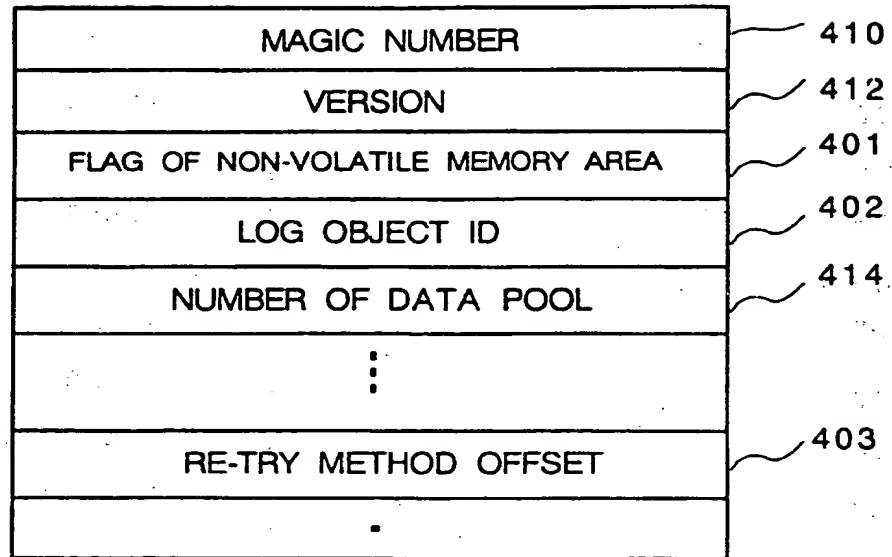 MAGIC NUMBER 410
VERSION 412
FLAG OF NON-VOLATILE MEMORY AREA 401
LOG OBJECT ID 402
NUMBER OF DATA POOL 414
RE-TRY METHOD OFFSET 403